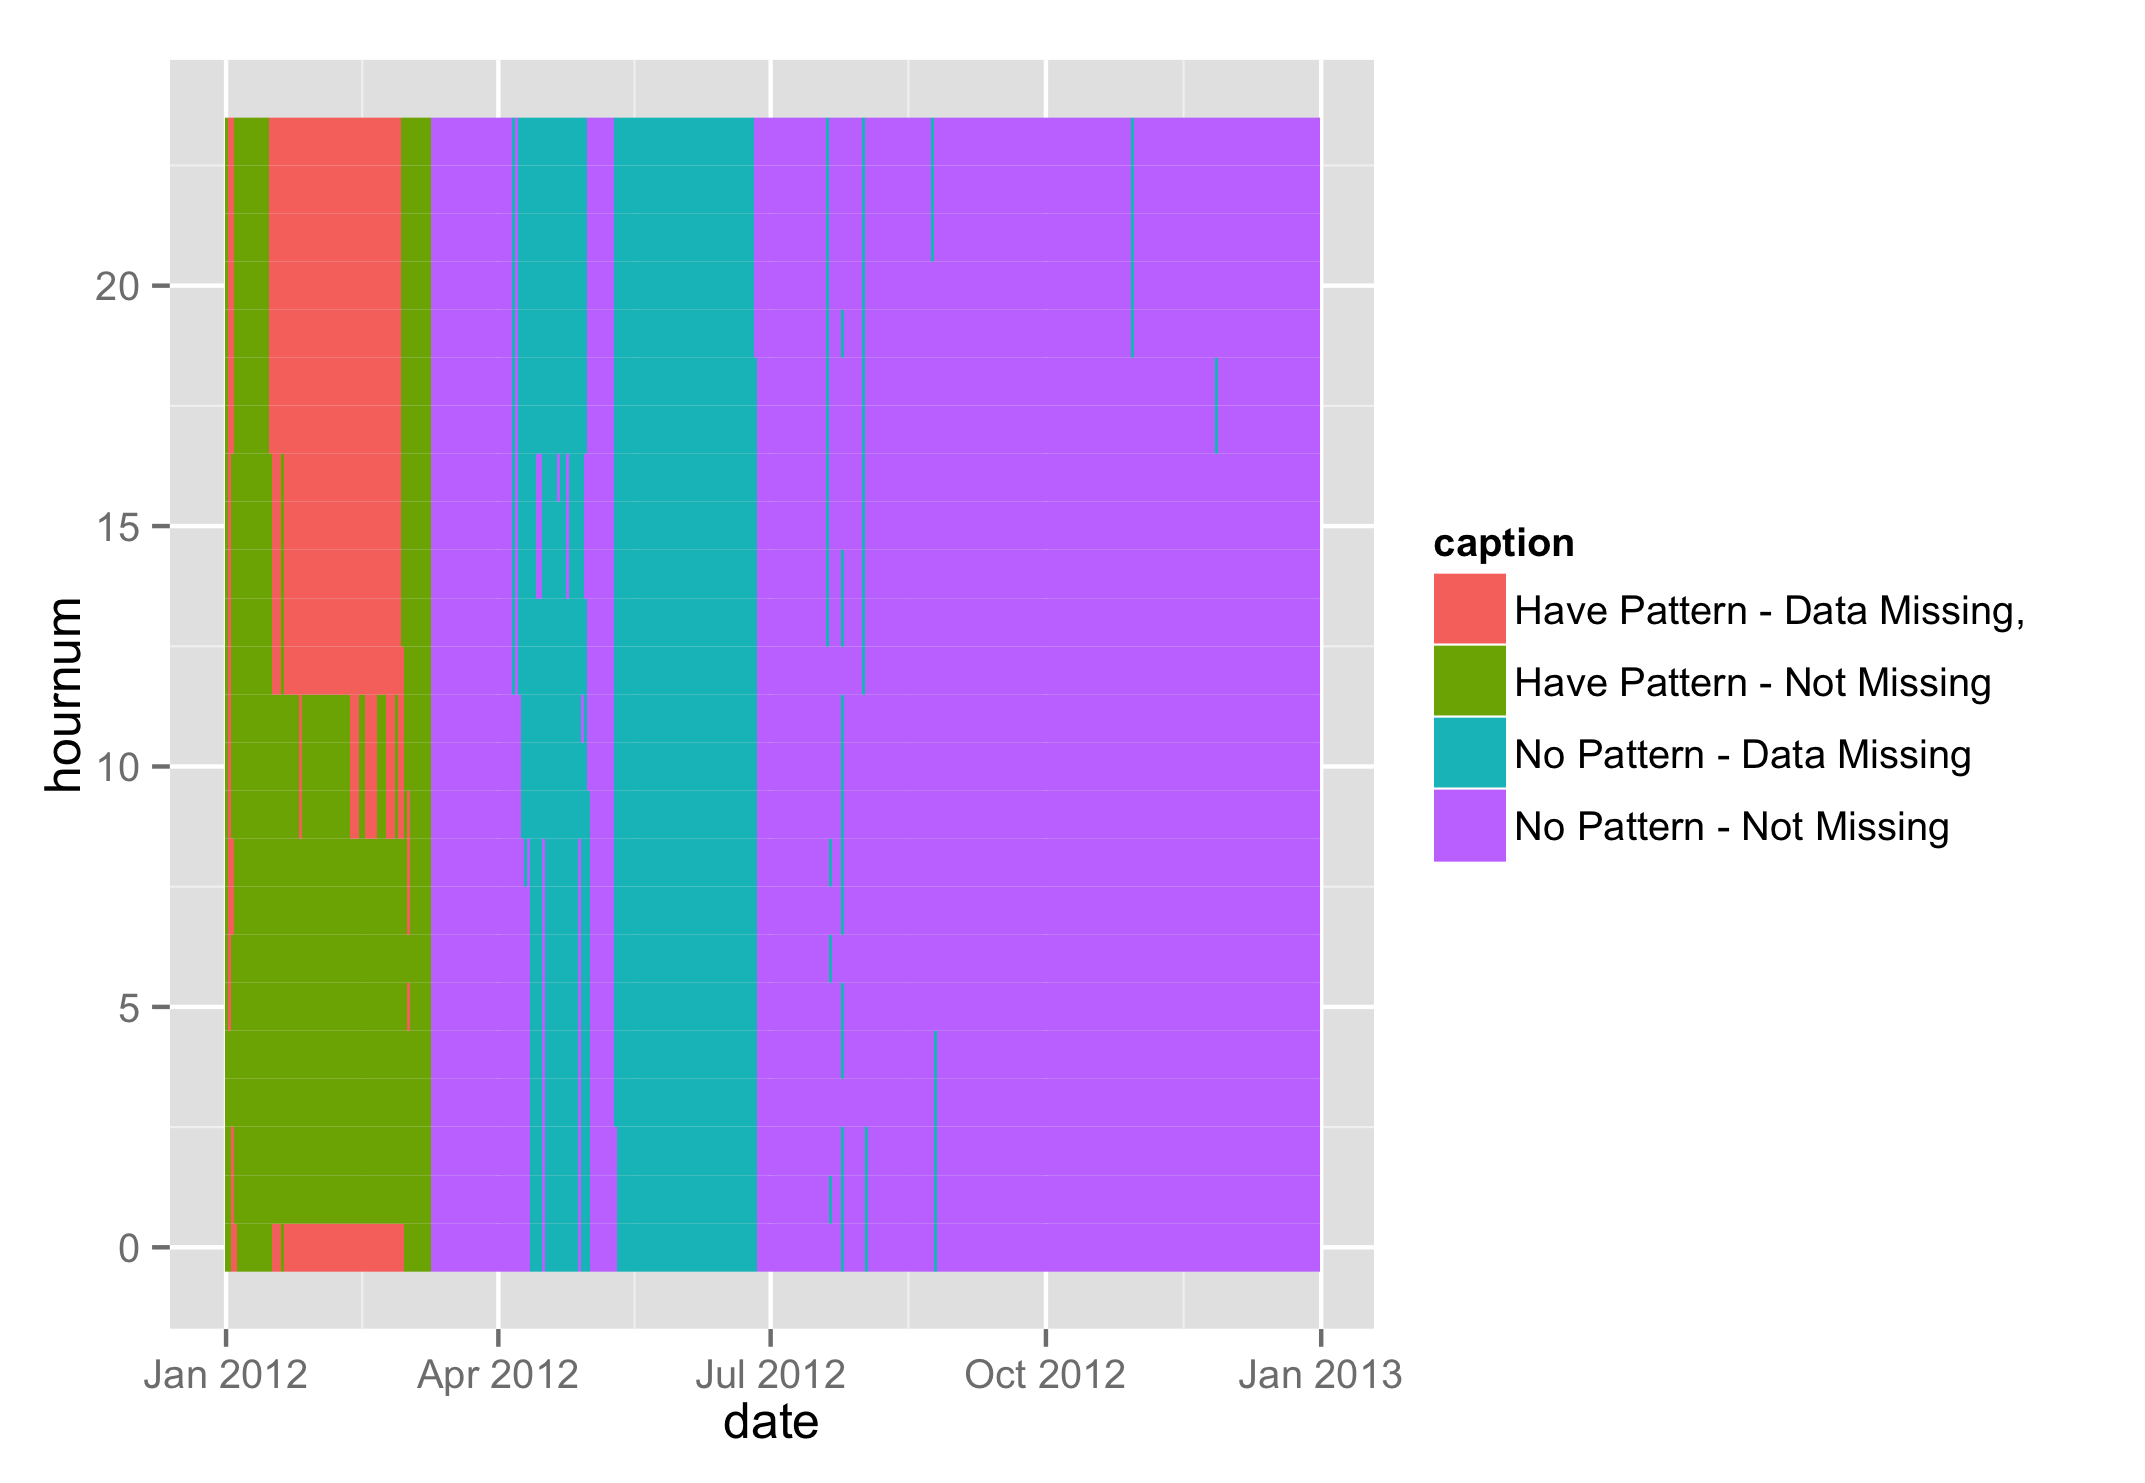 20
15
10
5
0
hournum
Jan 2012 Apr 2012 Jul 2012 Oct 2012 Jan 2013
date
caption
Have Pattern - Data Missing,
Have Pattern - Not Missing
No Pattern - Data Missing
No Pattern - Not Missing